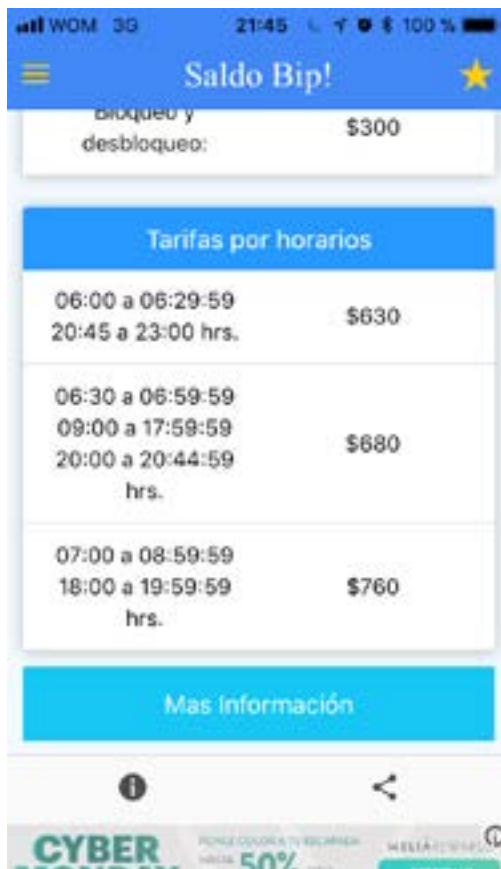 WOM 3G 21:45 100 %
Saldo Bip!
Bloqueo y
desbloqueo:
$300
Tarifas por horarios
06:00 a 06:29:59
20:45 a 23:00 hrs.
$630
06:30 a 06:59:59
09:00 a 17:59:59
20:00 a 20:44:59
hrs.
$680
07:00 a 08:59:59
18:00 a 19:59:59
hrs.
$760
Mas Información
CYBER
MONDAY
50%